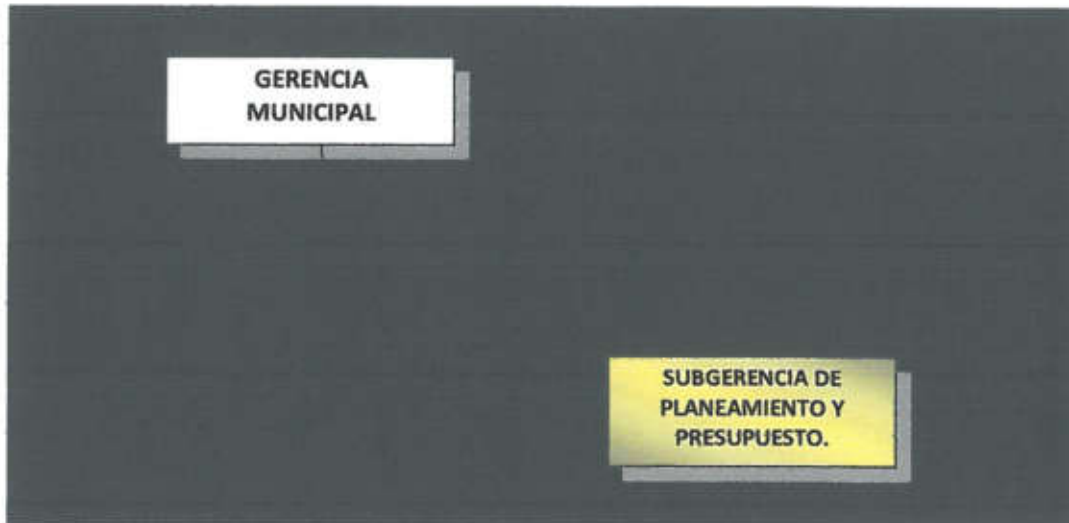 GERENCIA
MUNICIPAL
SUBGERENCIA DE
PLANEAMIENTO Y
PRESUPUESTO.